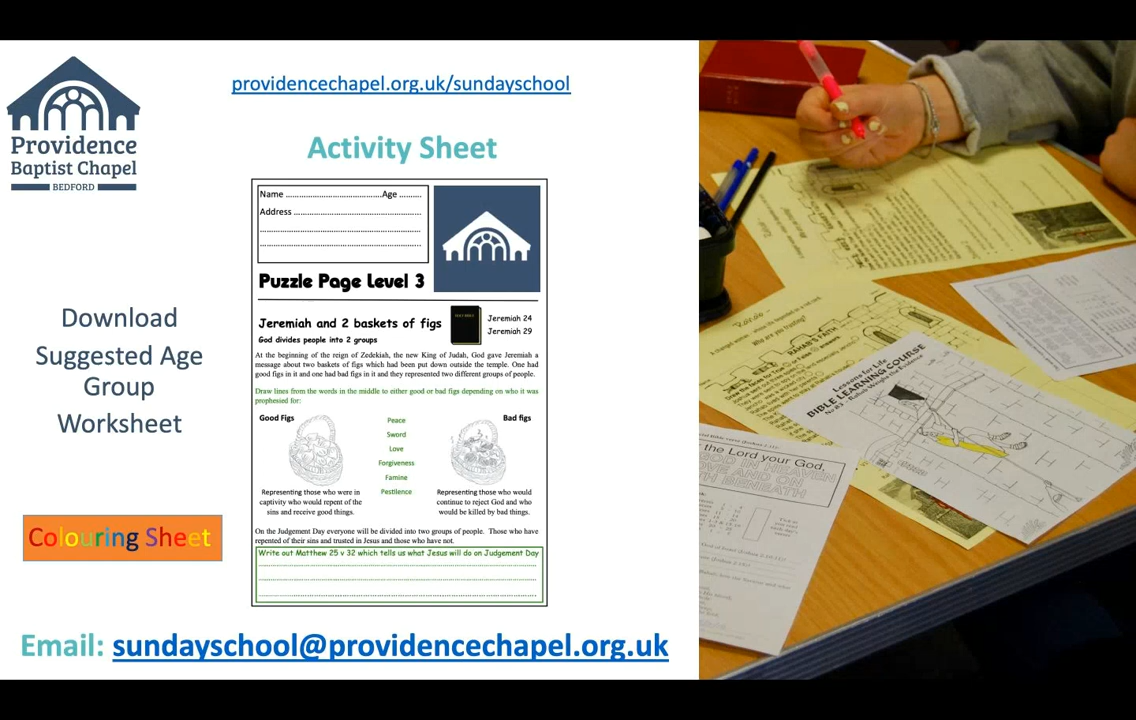 providencechapel.org.uk/sundayschool
Providence
Baptist Chapel
BEDFORD
Activity Sheet
Name ........................................Age ..........
Address .....................................................
Puzzle Page Level 3
Jeremiah and 2 baskets of figs
God divides people into 2 groups
HOLY BIBLE
Jeremiah 24
Jeremiah 29
At the beginning of the reign of Zedekiah, the new King of Judah, God gave Jeremiah a
message about two baskets of figs which had been put down outside the temple. One had
good figs in it and one had bad figs in it and they represented two different groups of people.
Draw lines from the words in the middle to either good or bad figs depending on who it was
prophesied for:
Good Figs
Bad figs
Peace
Sword
Love
Forgiveness
Famine
Pestilence
Representing those who were in
captivity who would repent of the
sins and receive good things.
Representing those who would
continue to reject God and who
would be killed by bad things.
On the Judgement Day everyone will be divided into two groups of people. Those who have
repented of their sins and trusted in Jesus and those who have not.
Write out Matthew 25 v 32 which tells us what Jesus will do on Judgement Day
Download
Suggested Age
Group
Worksheet
Colouring Sheet
Email: sundayschool@providencechapel.org.uk
RAHAB'S FAITH
Lessons for Life
BIBLE LEARNING COURSE
the Lord your God,
GOD IN HEAVEN